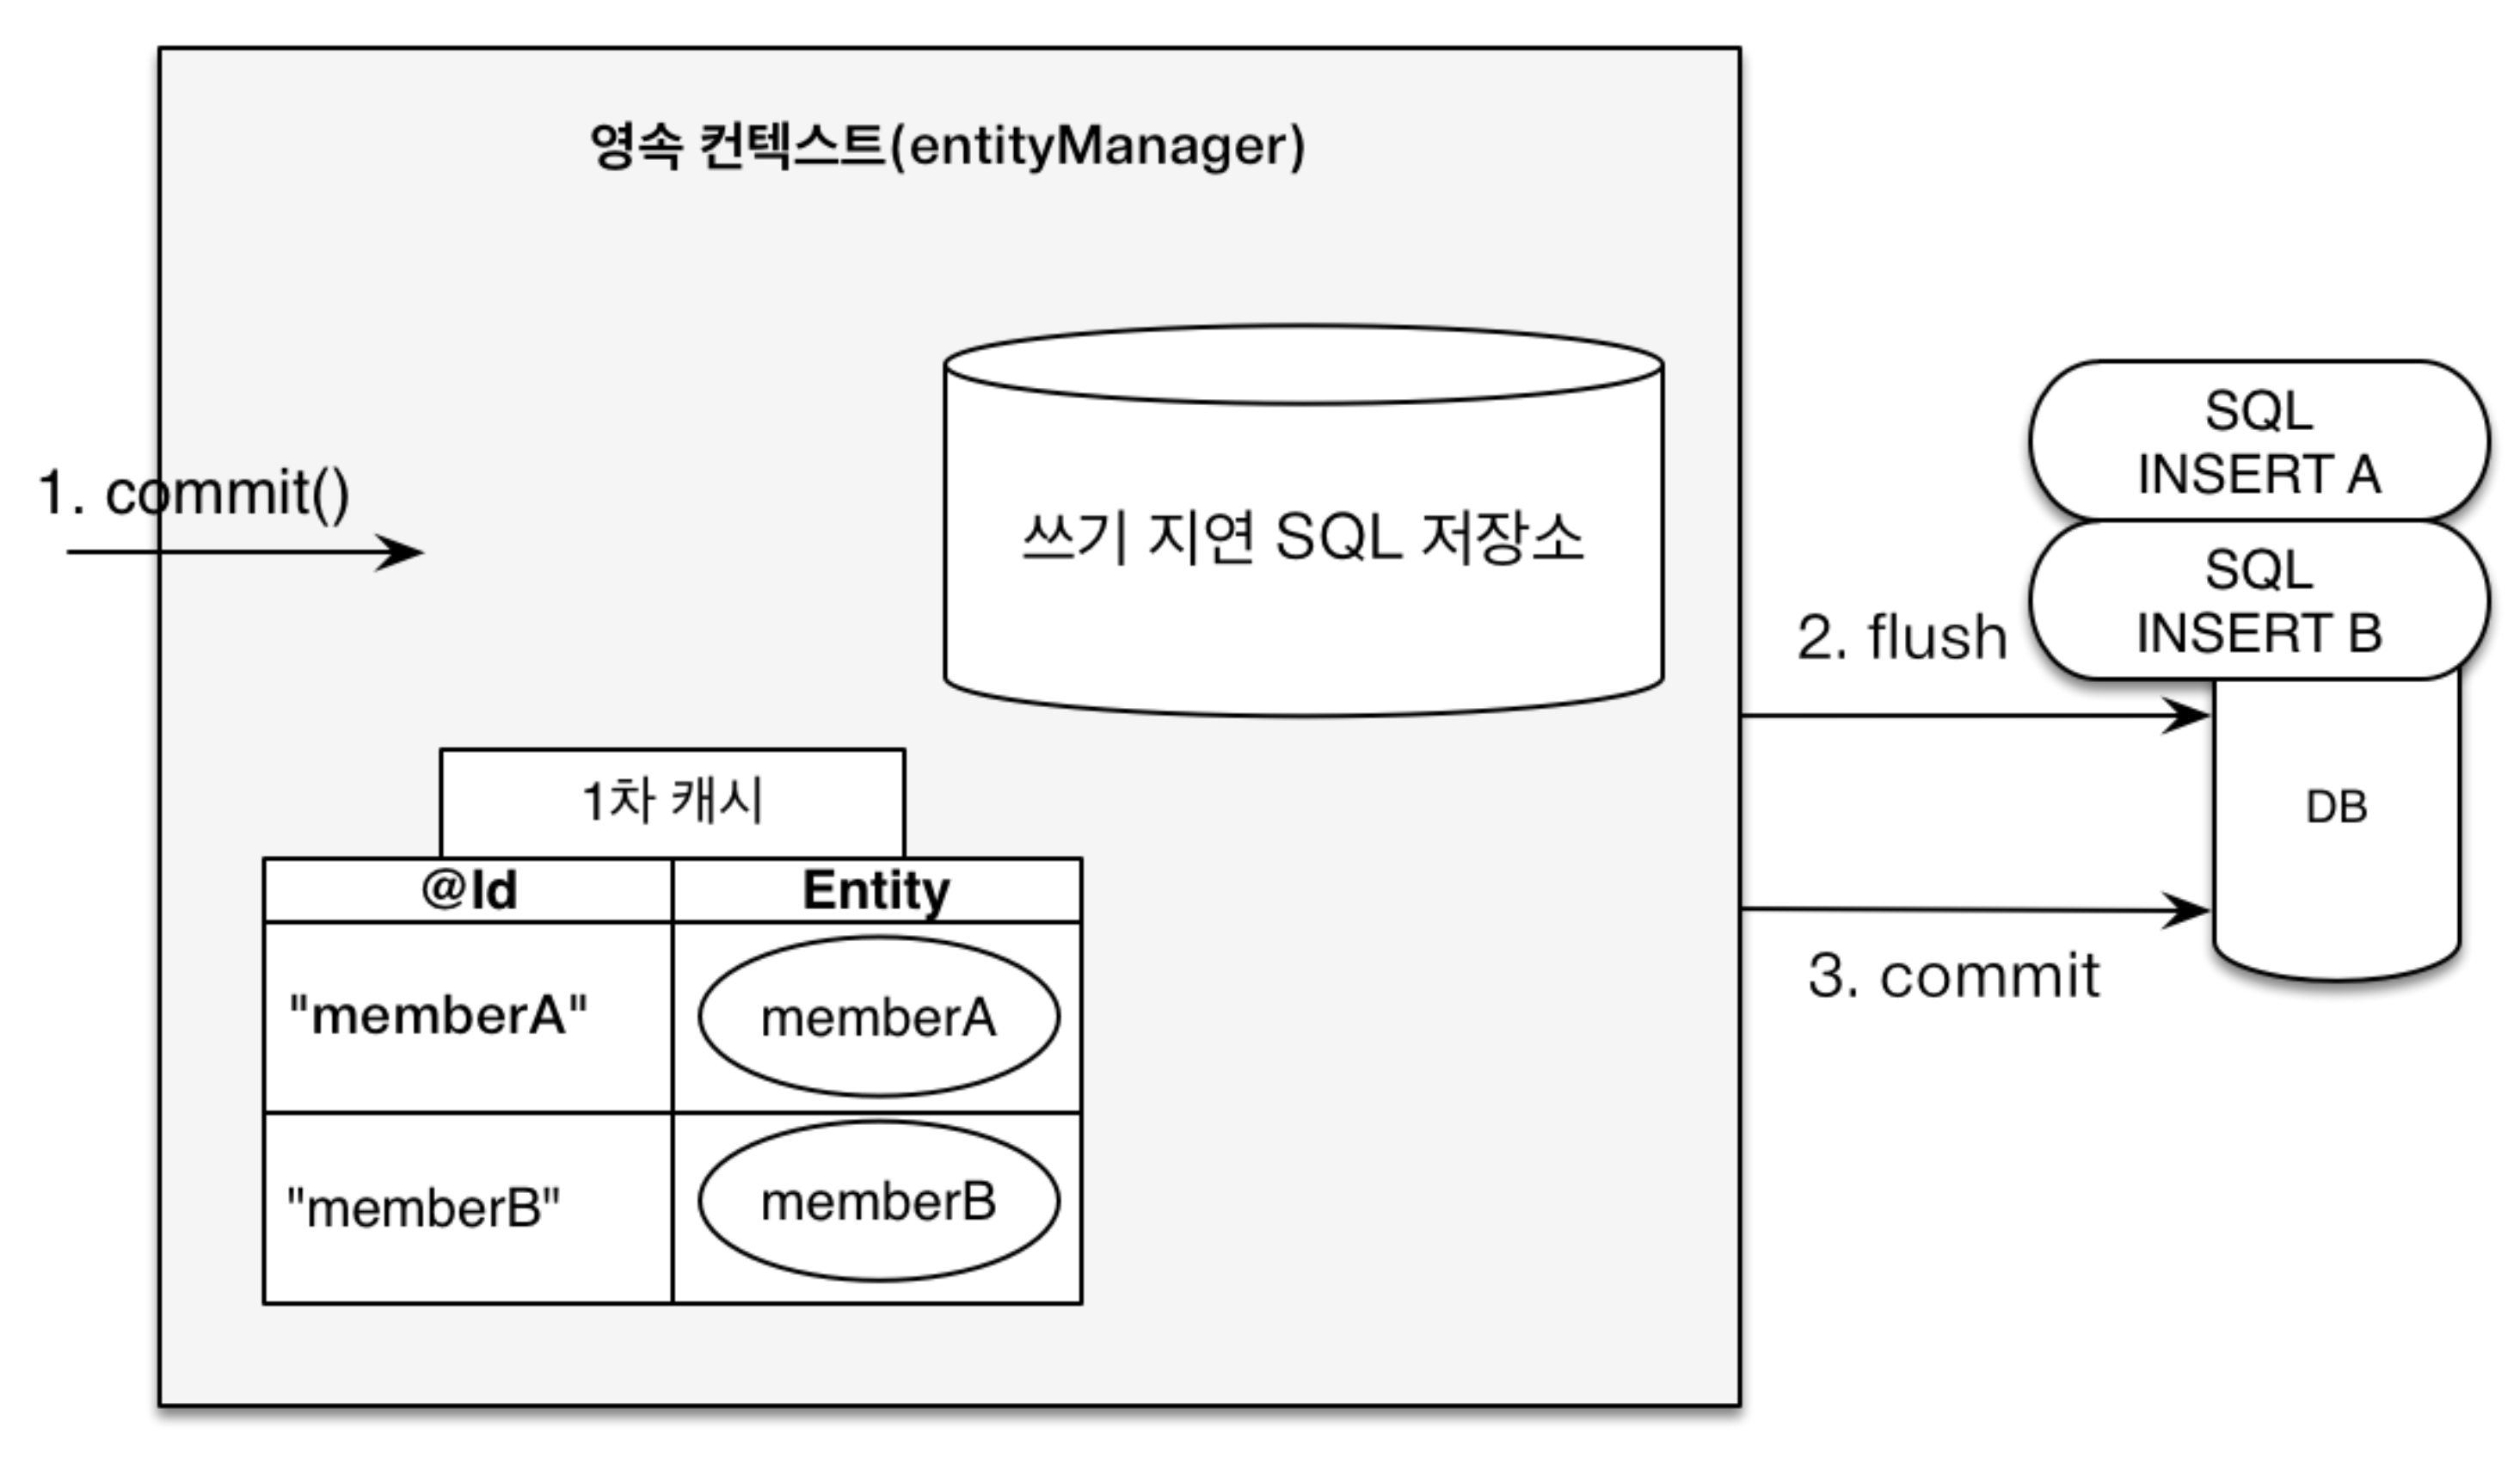 영속 컨텍스트(entityManager)
1. commit()
쓰기 지연 SQL 저장소
SQL
INSERT A
SQL
INSERT B
2. flush
DB
3. commit
1차 캐시
@Id
Entity
"memberA"
memberA
"memberB"
memberB